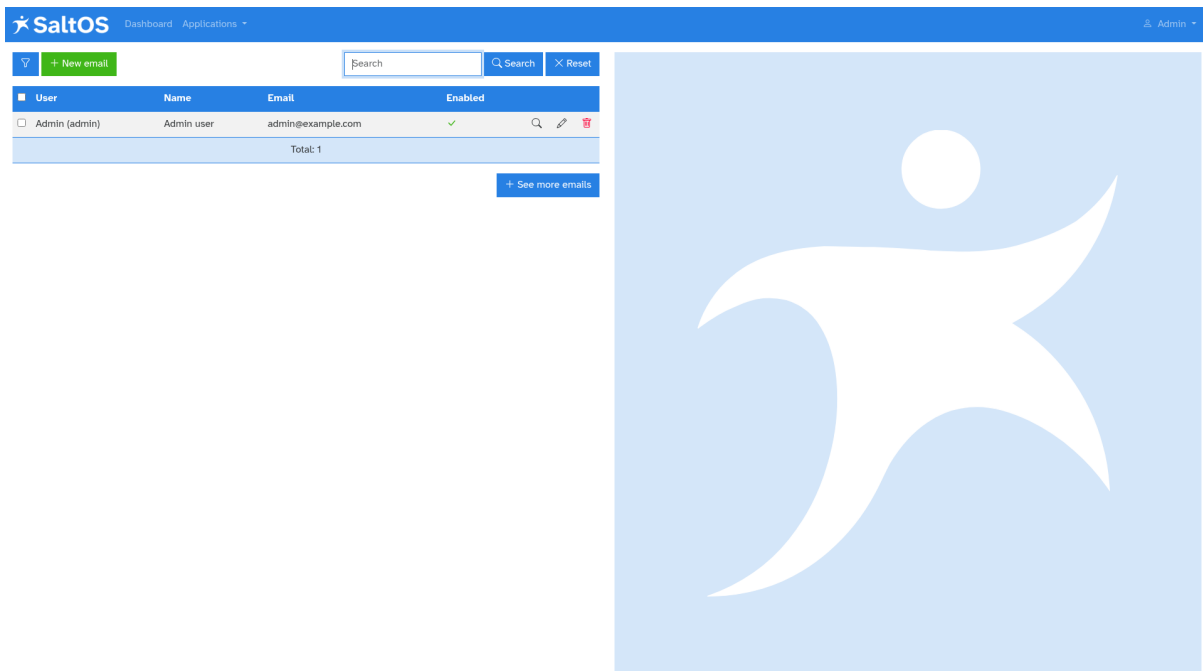 SaltOS Dashboard Applications Admin
New email Search Search Reset
User Name Email Enabled
Admin (admin) Admin user admin@example.com
Total: 1
+ See more emails